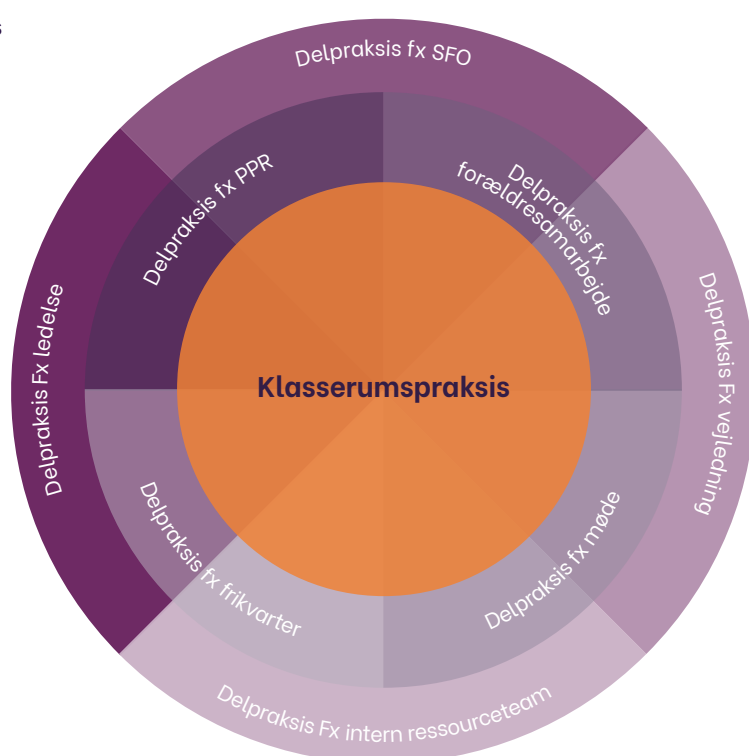 s
Delpraksis fx SFO
Delpraksis fx PPR
Delpraksis fx
forældresamarbejde
Delpraksis Fx ledelse
Klasserumspraksis
Delpraksis Fx vejledning
Delpraksis fx frikvarter
Delpraksis fx møde
Delpraksis Fx intern ressourceteam